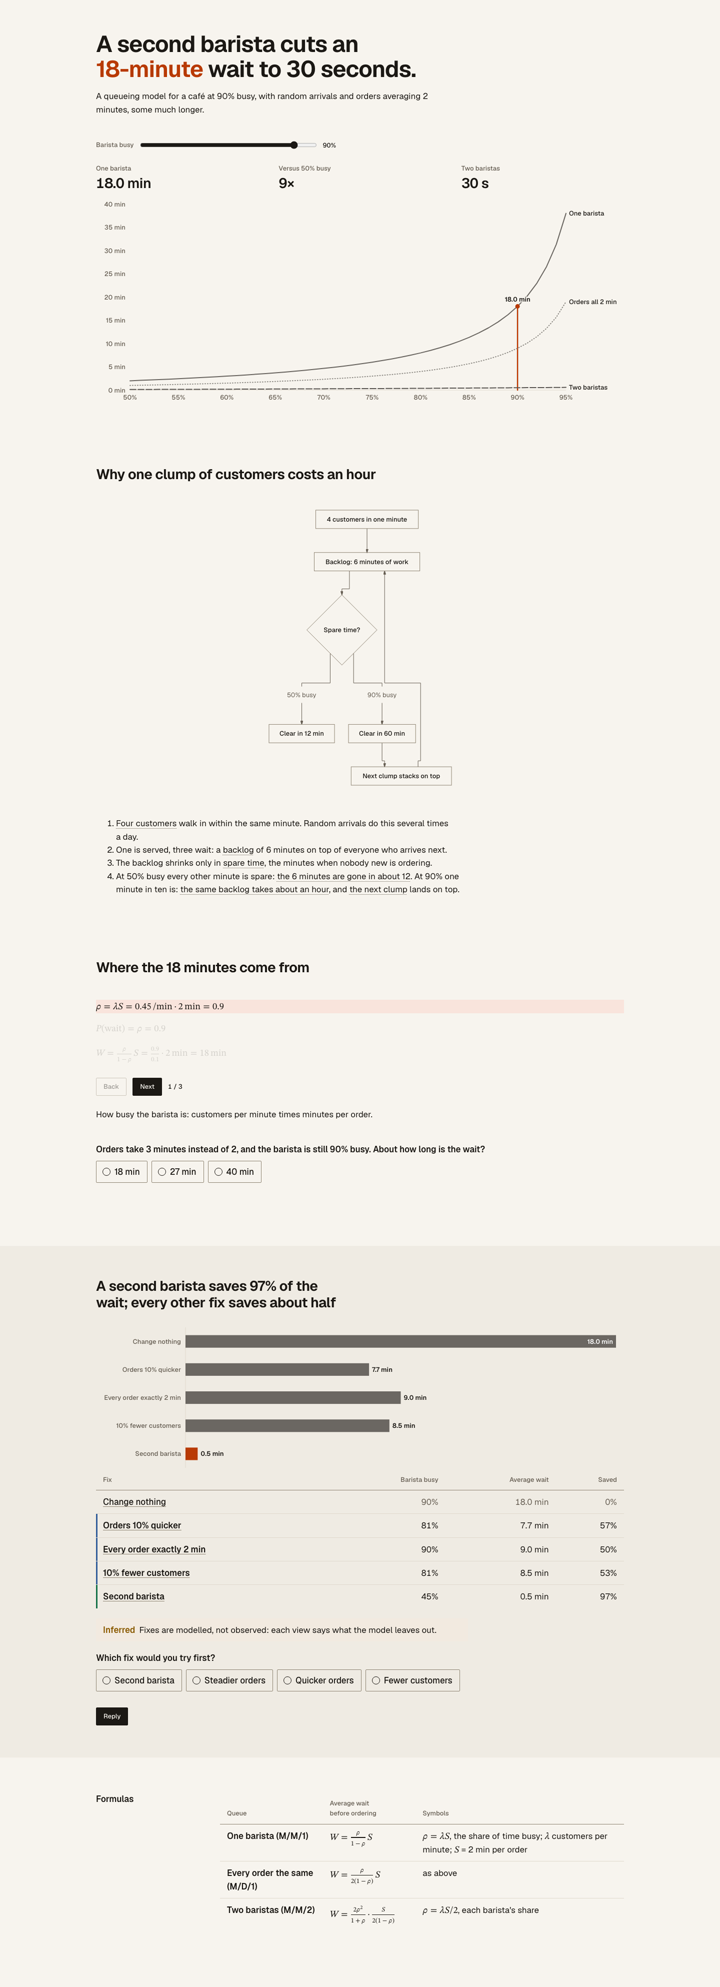 A second barista cuts an
18-minute wait to 30 seconds.
A queueing model for a café at 90% busy, with random arrivals and orders averaging 2
minutes, some much longer.
Barista busy 90%
One barista Versus 50% busy Two baristas
18.0 min 9× 30 s
40 min
35 min
30 min
25 min
20 min
15 min
10 min
5 min
0 min
One barista
18.0 min
Orders all 2 min
Two baristas
50% 55% 60% 65% 70% 75% 80% 85% 90% 95%
Why one clump of customers costs an hour
4 customers in one minute
Backlog: 6 minutes of work
Spare time?
50% busy 90% busy
Clear in 12 min Clear in 60 min
Next clump stacks on top
1. Four customers walk in within the same minute. Random arrivals do this several times
a day.
2. One is served, three wait: a backlog of 6 minutes on top of everyone who arrives next.
3. The backlog shrinks only in spare time, the minutes when nobody new is ordering.
4. At 50% busy every other minute is spare: the 6 minutes are gone in about 12. At 90% one
minute in ten is: the same backlog takes about an hour, and the next clump lands on top.
Where the 18 minutes come from
ρ = λS = 0.45 /min · 2 min = 0.9
P(wait) = ρ = 0.9
W = ρ/(1−ρ) S = 0.9/0.1 · 2 min = 18 min
Back Next 1 / 3
How busy the barista is: customers per minute times minutes per order.
Orders take 3 minutes instead of 2, and the barista is still 90% busy. About how long is the wait?
18 min 27 min 40 min
A second barista saves 97% of the
wait; every other fix saves about half
Change nothing 18.0 min
Orders 10% quicker 7.7 min
Every order exactly 2 min 9.0 min
10% fewer customers 8.5 min
Second barista 0.5 min
Fix Barista busy Average wait Saved
Change nothing 90% 18.0 min 0%
Orders 10% quicker 81% 7.7 min 57%
Every order exactly 2 min 90% 9.0 min 50%
10% fewer customers 81% 8.5 min 53%
Second barista 45% 0.5 min 97%
Inferred Fixes are modelled, not observed: each view says what the model leaves out.
Which fix would you try first?
Second barista Steadier orders Quicker orders Fewer customers
Reply
Formulas
Queue Average wait before ordering Symbols
One barista (M/M/1) W = ρ/(1−ρ) S ρ = λS, the share of time busy; λ customers per
minute; S = 2 min per order
Every order the same (M/D/1) W = ρ/(2(1−ρ)) S as above
Two baristas (M/M/2) W = 2ρ²/(1+ρ) · S/(2(1−ρ)) ρ = λS/2, each barista's share